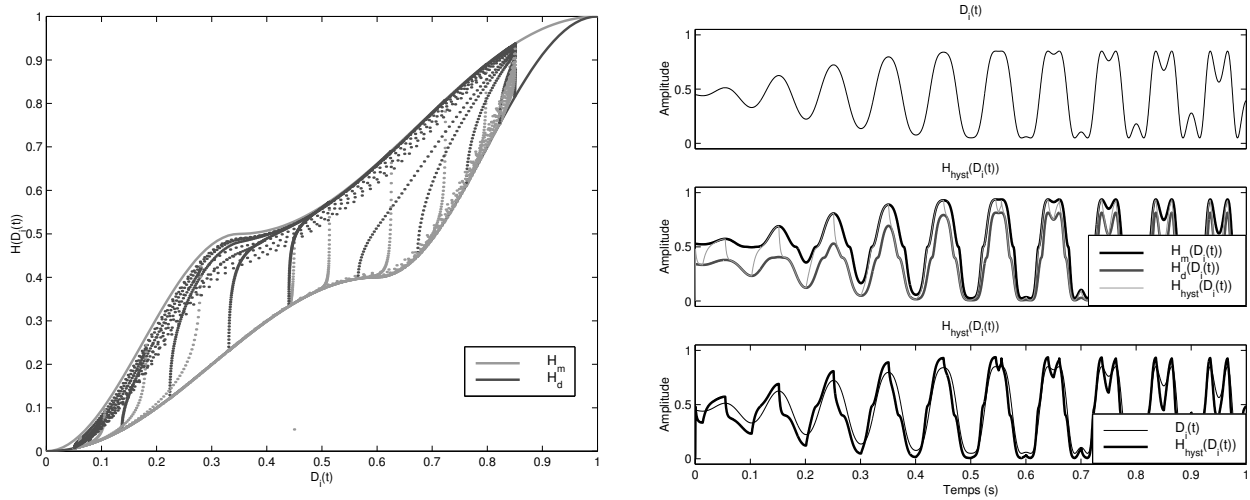 1
0.9
0.8
0.7
0.6
0.5
0.4
0.3
0.2
0.1
0
H(D_i(t))
0 0.1 0.2 0.3 0.4 0.5 0.6 0.7 0.8 0.9 1
D_i(t)
H_m
H_d
D_i(t)
1
0.5
0
Amplitude
H_hyst(D_i(t))
1
0.5
0
Amplitude
H_m(D_i(t))
H_d(D_i(t))
H_hyst(D_i(t))
H_hyst(D_i(t))
1
0.5
0
Amplitude
D_i(t)
H_hyst(D_i(t))
0 0.1 0.2 0.3 0.4 0.5 0.6 0.7 0.8 0.9 1
Temps (s)